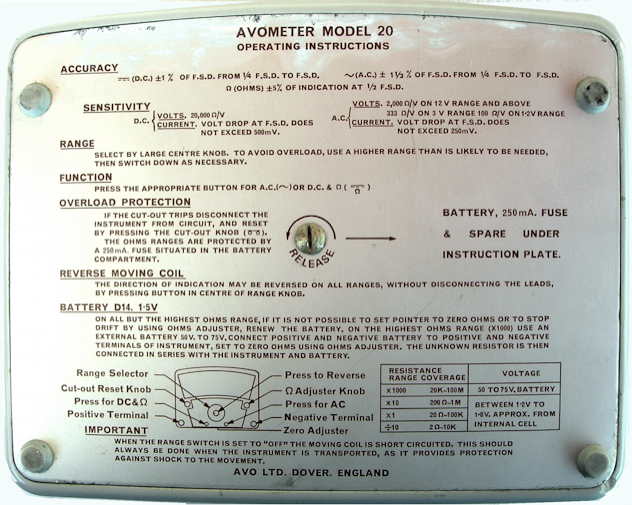 AVOMETER MODEL 20
OPERATING INSTRUCTIONS
ACCURACY
⎓ (D.C.) ±1% OF F.S.D. FROM ¼ F.S.D. TO F.S.D. ∼(A.C.) ± 1½% OF F.S.D. FROM ¼ F.S.D. TO F.S.D.
Ω (OHMS) ±5% OF INDICATION AT ½ F.S.D.
SENSITIVITY
D.C. { VOLTS. 20,000 Ω/V
CURRENT. VOLT DROP AT F.S.D. DOES
NOT EXCEED 500mV.
A.C. { VOLTS. 2,000 Ω/V ON 12 V RANGE AND ABOVE
333 Ω/V ON 3 V RANGE 100 Ω/V ON 1·2V RANGE
CURRENT. VOLT DROP AT F.S.D. DOES
NOT EXCEED 250mV.
RANGE
SELECT BY LARGE CENTRE KNOB. TO AVOID OVERLOAD, USE A HIGHER RANGE THAN IS LIKELY TO BE NEEDED,
THEN SWITCH DOWN AS NECESSARY.
FUNCTION
PRESS THE APPROPRIATE BUTTON FOR A.C.(∼) OR D.C. & Ω (⎓/Ω)
OVERLOAD PROTECTION
IF THE CUT-OUT TRIPS DISCONNECT THE
INSTRUMENT FROM CIRCUIT, AND RESET
BY PRESSING THE CUT-OUT KNOB
THE OHMS RANGES ARE PROTECTED BY
A 250mA. FUSE SITUATED IN THE BATTERY
COMPARTMENT.
RELEASE
BATTERY, 250mA. FUSE
& SPARE UNDER
INSTRUCTION PLATE.
REVERSE MOVING COIL
THE DIRECTION OF INDICATION MAY BE REVERSED ON ALL RANGES, WITHOUT DISCONNECTING THE LEADS,
BY PRESSING BUTTON IN CENTRE OF RANGE KNOB.
BATTERY D14, 1·5V
ON ALL BUT THE HIGHEST OHMS RANGE, IF IT IS NOT POSSIBLE TO SET POINTER TO ZERO OHMS OR TO STOP
DRIFT BY USING OHMS ADJUSTER, RENEW THE BATTERY. ON THE HIGHEST OHMS RANGE (X1000) USE AN
EXTERNAL BATTERY 50V. TO 75V, CONNECT POSITIVE AND NEGATIVE BATTERY TO POSITIVE AND NEGATIVE
TERMINALS OF INSTRUMENT, SET TO ZERO OHMS USING OHMS ADJUSTER. THE UNKNOWN RESISTOR IS THEN
CONNECTED IN SERIES WITH THE INSTRUMENT AND BATTERY.
Range Selector
Cut-out Reset Knob
Press for DC&Ω
Positive Terminal
Press to Reverse
Ω Adjuster Knob
Press for AC
Negative Terminal
Zero Adjuster
RESISTANCE RANGE COVERAGE VOLTAGE
x1000 20K-100M 50 TO 75V, BATTERY
x10 200Ω-1M BETWEEN 1·2V TO
x1 20Ω-100K 1·6V. APPROX. FROM
÷10 2Ω-10K INTERNAL CELL
IMPORTANT
WHEN THE RANGE SWITCH IS SET TO "OFF" THE MOVING COIL IS SHORT CIRCUITED. THIS SHOULD
ALWAYS BE DONE WHEN THE INSTRUMENT IS TRANSPORTED, AS IT PROVIDES PROTECTION
AGAINST SHOCK TO THE MOVEMENT.
AVO LTD. DOVER. ENGLAND